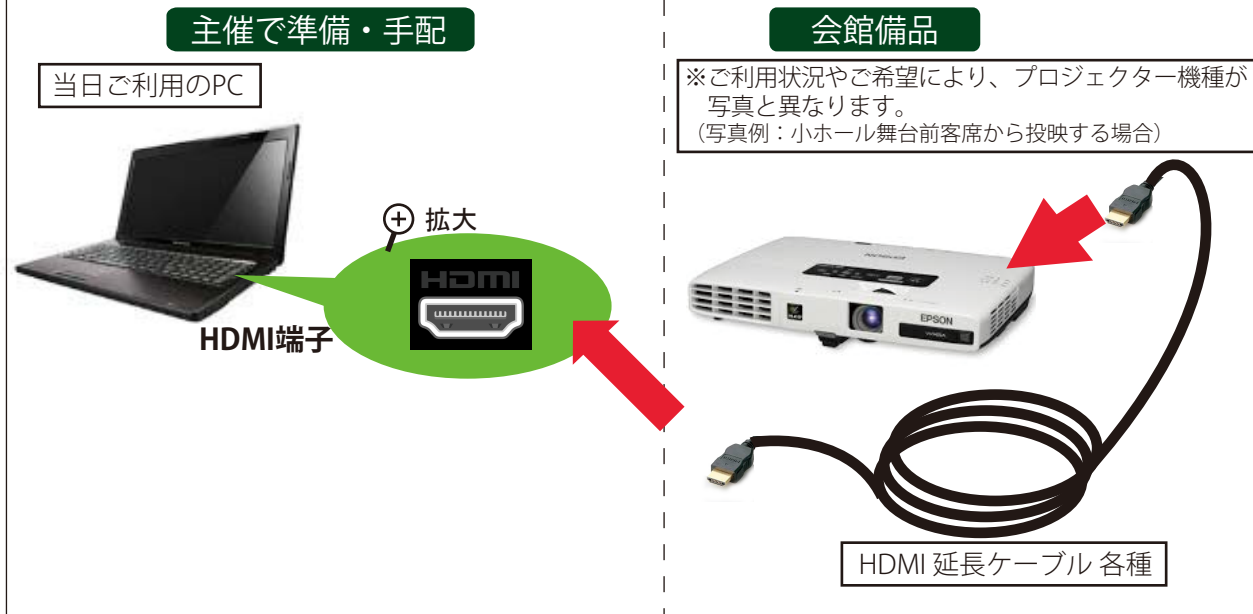 主催で準備・手配
当日ご利用のPC
拡大
HDMI
HDMI端子
会館備品
※ご利用状況やご希望により、プロジェクター機種が
写真と異なります。
（写真例：小ホール舞台前客席から投映する場合）
EPSON
EPSON
HDMI 延長ケーブル 各種